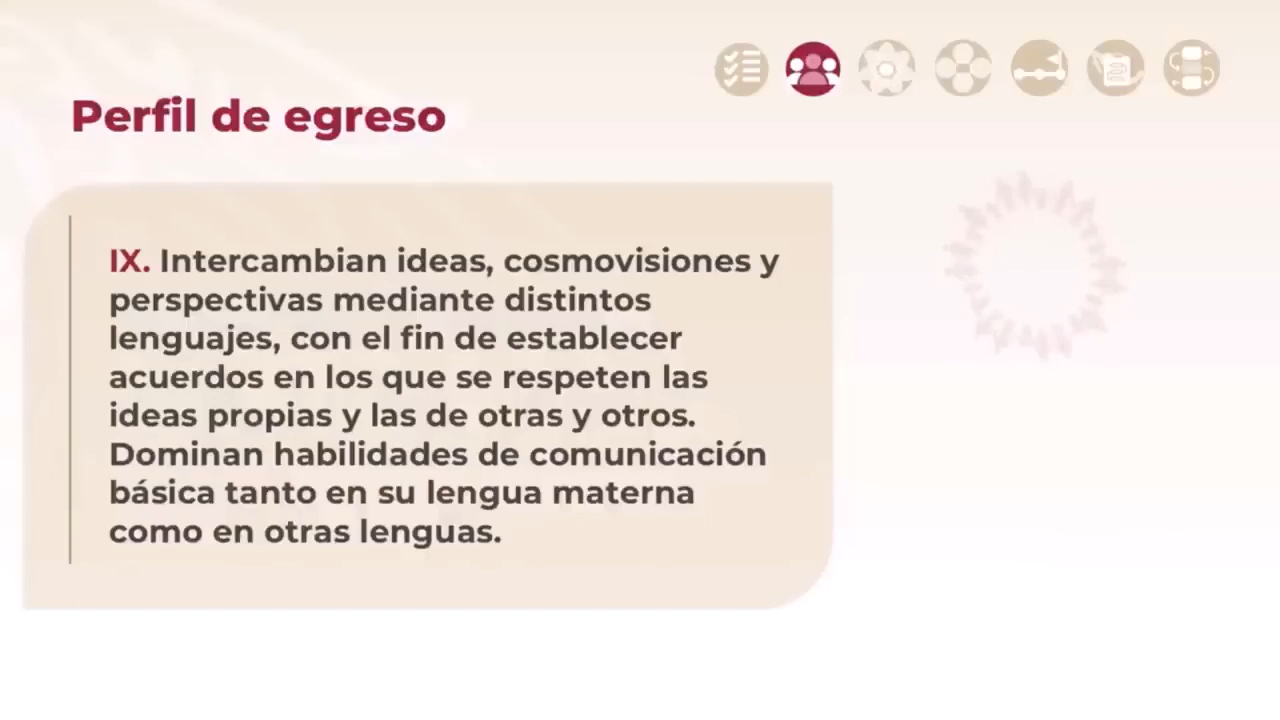 Perfil de egreso
IX. Intercambian ideas, cosmovisiones y
perspectivas mediante distintos
lenguajes, con el fin de establecer
acuerdos en los que se respeten las
ideas propias y las de otras y otros.
Dominan habilidades de comunicación
básica tanto en su lengua materna
como en otras lenguas.